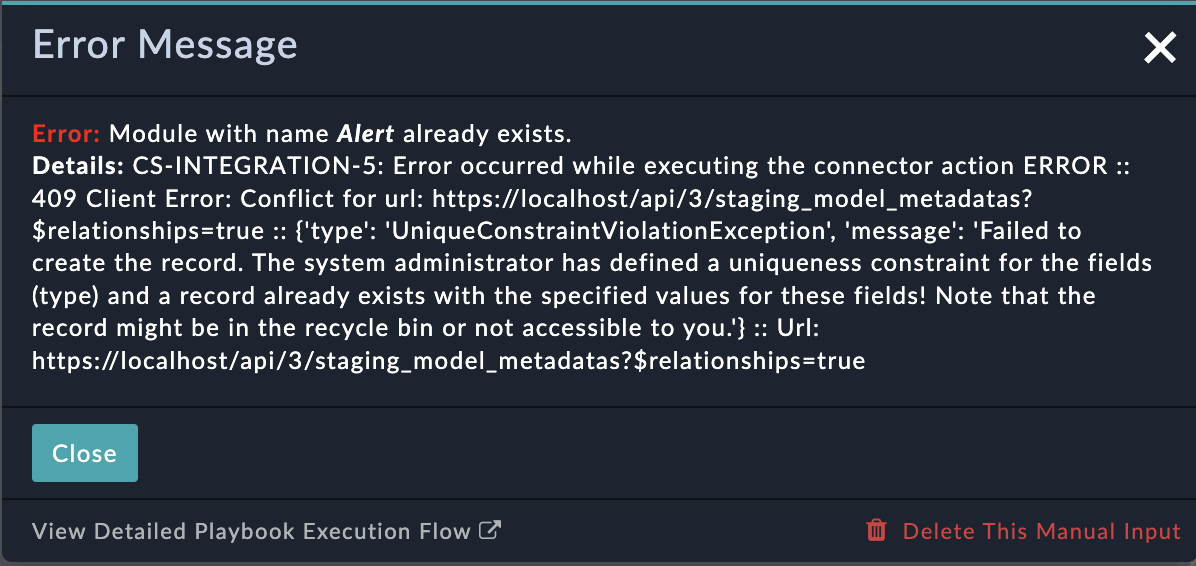 Error Message
Error: Module with name Alert already exists.
Details: CS-INTEGRATION-5: Error occurred while executing the connector action ERROR ::
409 Client Error: Conflict for url: https://localhost/api/3/staging_model_metadatas?
$relationships=true :: {'type': 'UniqueConstraintViolationException', 'message': 'Failed to
create the record. The system administrator has defined a uniqueness constraint for the fields
(type) and a record already exists with the specified values for these fields! Note that the
record might be in the recycle bin or not accessible to you.'} :: Url:
https://localhost/api/3/staging_model_metadatas?$relationships=true
Close
View Detailed Playbook Execution Flow
Delete This Manual Input